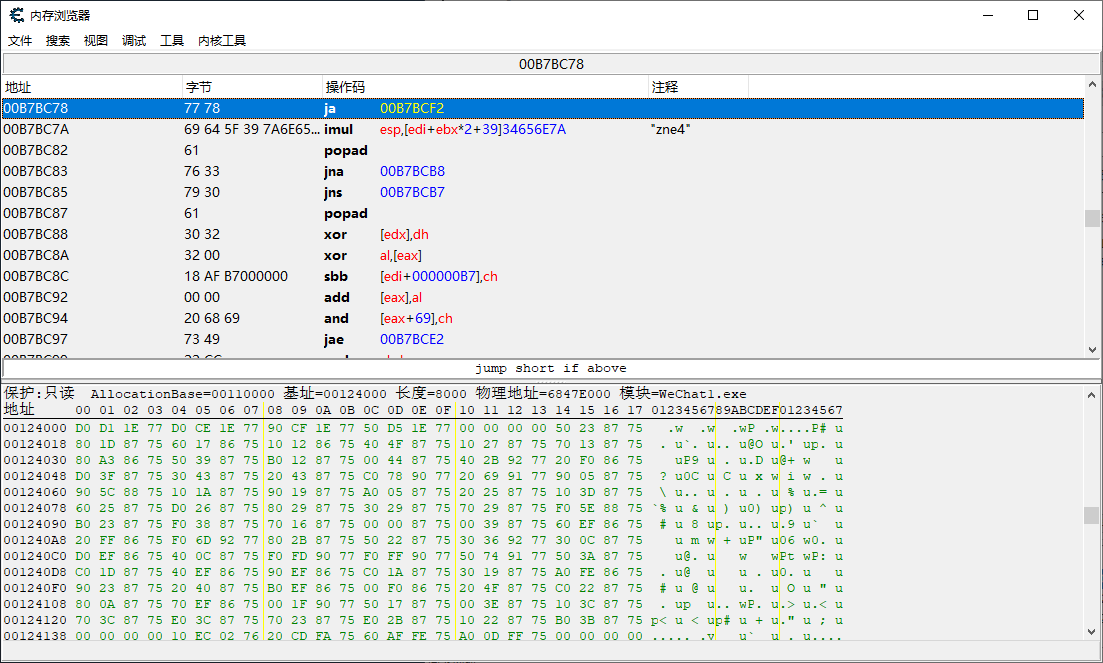 内存浏览器
文件 搜索 视图 调试 工具 内核工具
00B7BC78
地址 字节 操作码 注释
00B7BC78 77 78 ja 00B7BCF2
00B7BC7A 69 64 5F 39 7A6E65... imul esp,[edi+ebx*2+39]34656E7A "zne4"
00B7BC82 61 popad
00B7BC83 76 33 jna 00B7BCB8
00B7BC85 79 30 jns 00B7BCB7
00B7BC87 61 popad
00B7BC88 30 32 xor [edx],dh
00B7BC8A 32 00 xor al,[eax]
00B7BC8C 18 AF B7000000 sbb [edi+000000B7],ch
00B7BC92 00 00 add [eax],al
00B7BC94 20 68 69 and [eax+69],ch
00B7BC97 73 49 jae 00B7BCE2
jump short if above
保护:只读 AllocationBase=00110000 基址=00124000 长度=8000 物理地址=6847E000 模块=WeChat1.exe
地址 00 01 02 03 04 05 06 07 08 09 0A 0B 0C 0D 0E 0F 10 11 12 13 14 15 16 17 0123456789ABCDEF01234567
00124000 D0 D1 1E 77 D0 CE 1E 77 90 CF 1E 77 50 D5 1E 77 00 00 00 00 50 23 87 75
00124018 80 1D 87 75 60 17 86 75 10 12 86 75 40 4F 87 75 10 27 87 75 70 13 87 75
00124030 80 A3 86 75 50 39 87 75 B0 12 87 75 00 44 87 75 40 2B 92 77 20 F0 86 75
00124048 D0 3F 87 75 30 43 87 75 20 43 87 75 C0 78 90 77 20 69 91 77 90 05 87 75
00124060 90 5C 88 75 10 1A 87 75 90 19 87 75 A0 05 87 75 20 25 87 75 10 3D 87 75
00124078 60 25 87 75 D0 26 87 75 80 29 87 75 30 29 87 75 70 29 87 75 F0 5E 88 75
00124090 B0 23 87 75 F0 38 87 75 70 16 87 75 00 00 87 75 00 39 87 75 60 EF 86 75
001240A8 20 FF 86 75 F0 6D 92 77 80 2B 87 75 50 22 87 75 30 36 92 77 30 0C 87 75
001240C0 D0 EF 86 75 40 0C 87 75 F0 FD 90 77 F0 FF 90 77 50 74 91 77 50 3A 87 75
001240D8 C0 1D 87 75 40 EF 86 75 90 EF 86 75 C0 1A 87 75 30 19 87 75 A0 FE 86 75
001240F0 90 23 87 75 20 40 87 75 B0 EF 86 75 00 F0 86 75 20 4F 87 75 C0 22 87 75
00124108 80 0A 87 75 70 EF 86 75 00 1F 90 77 50 17 87 75 00 3E 87 75 10 3C 87 75
00124120 70 3C 87 75 E0 3C 87 75 70 23 87 75 E0 2B 87 75 10 22 87 75 B0 3B 87 75
00124138 00 00 00 00 10 EC 02 76 20 CD FA 75 60 AF FE 75 A0 0D FF 75 00 00 00 00